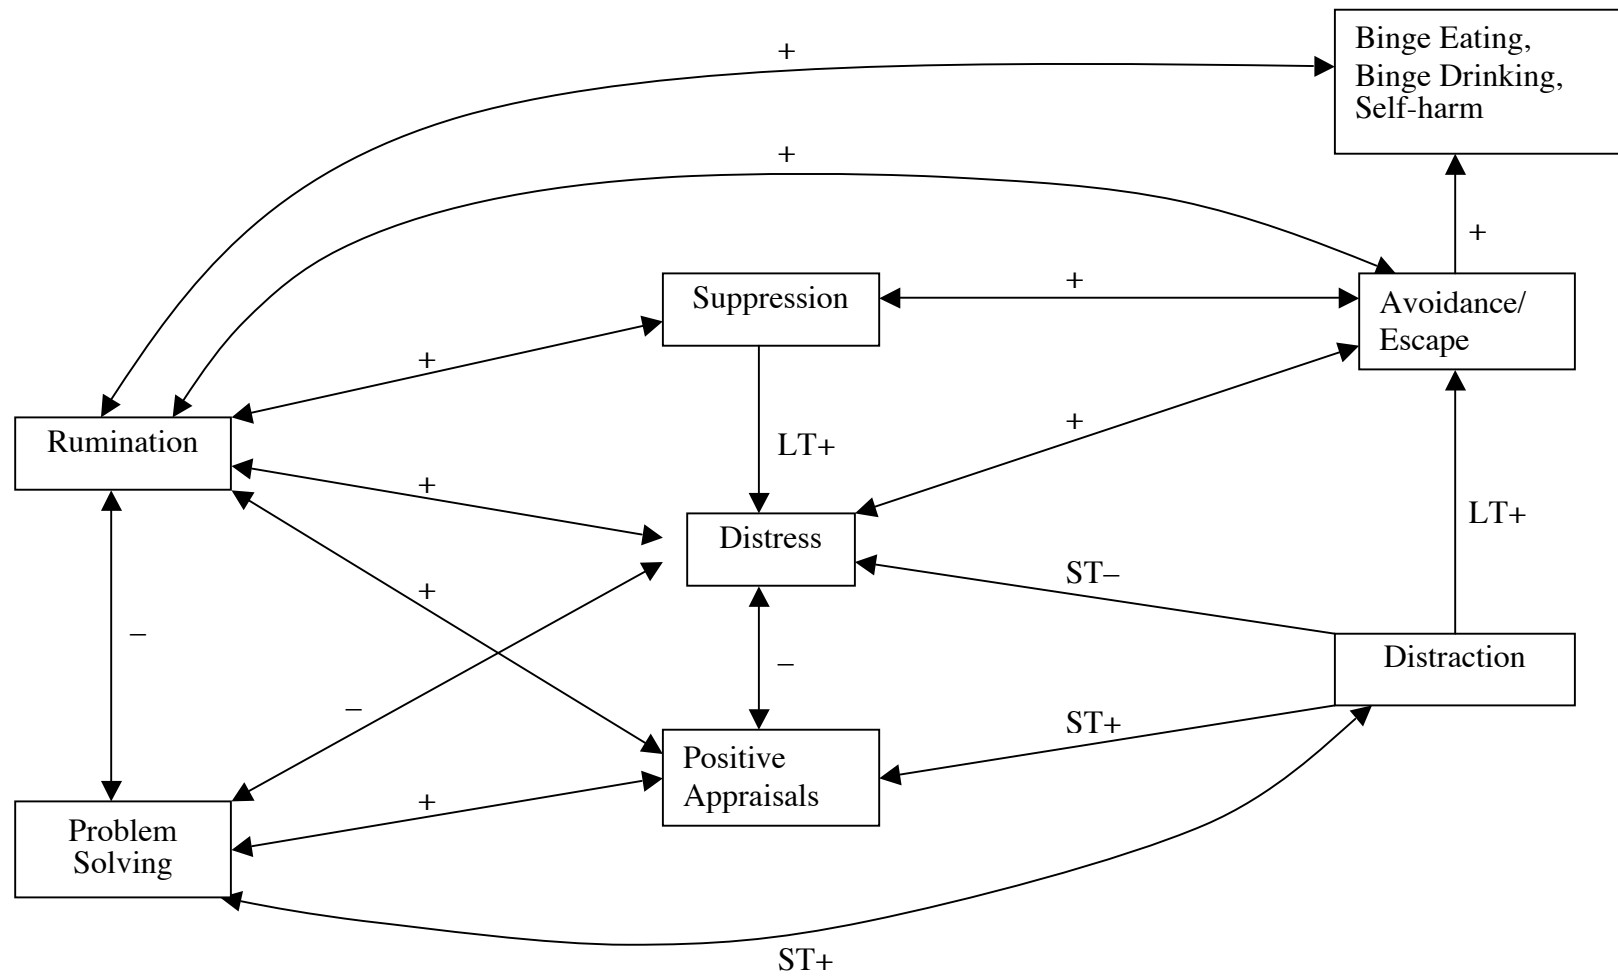 +
Binge Eating,
Binge Drinking,
Self-harm
+
+
Suppression
+
Avoidance/
Escape
+
Rumination
LT+
+
+
Distress
LT+
ST–
+
–
–
–
Distraction
ST+
Positive
Appraisals
+
Problem
Solving
ST+